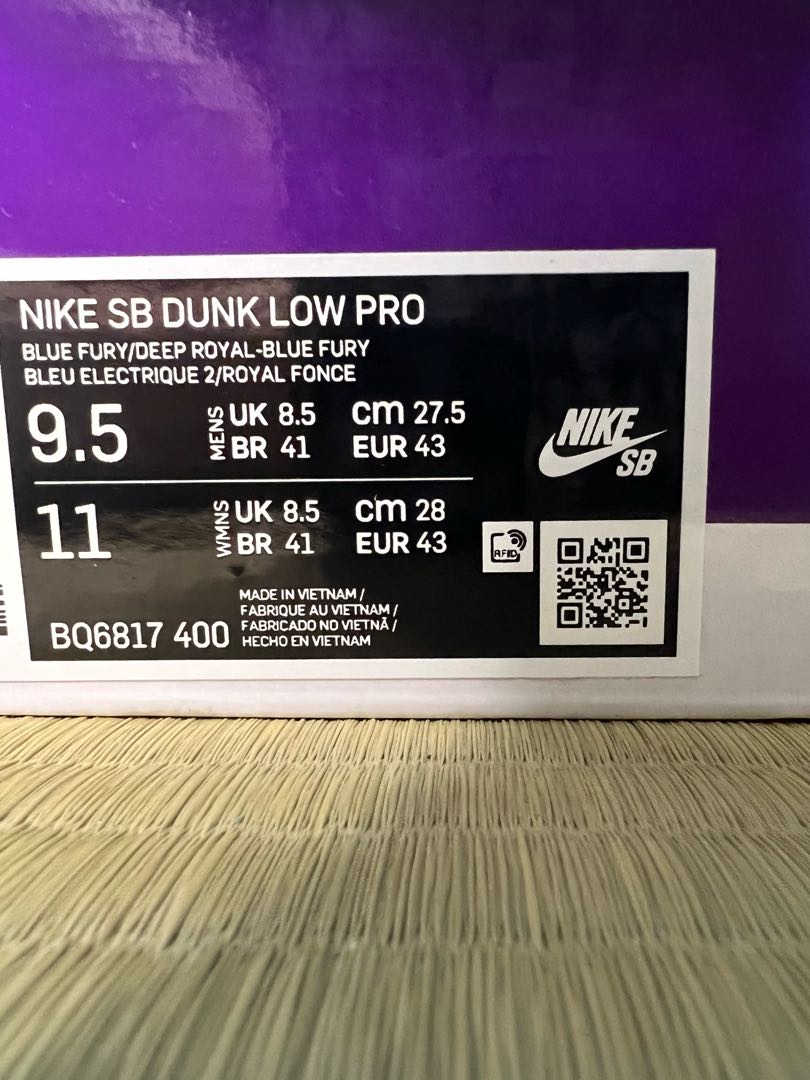 NIKE SB DUNK LOW PRO
BLUE FURY/DEEP ROYAL-BLUE FURY
BLEU ELECTRIQUE 2/ROYAL FONCE
9.5 MENS UK 8.5 cm 27.5
BR 41 EUR 43
11 WMNS UK 8.5 cm 28
BR 41 EUR 43
NIKE
SB
RFID
BQ6817 400
MADE IN VIETNAM /
FABRIQUE AU VIETNAM /
FABRICADO NO VIETNÃ /
HECHO EN VIETNAM